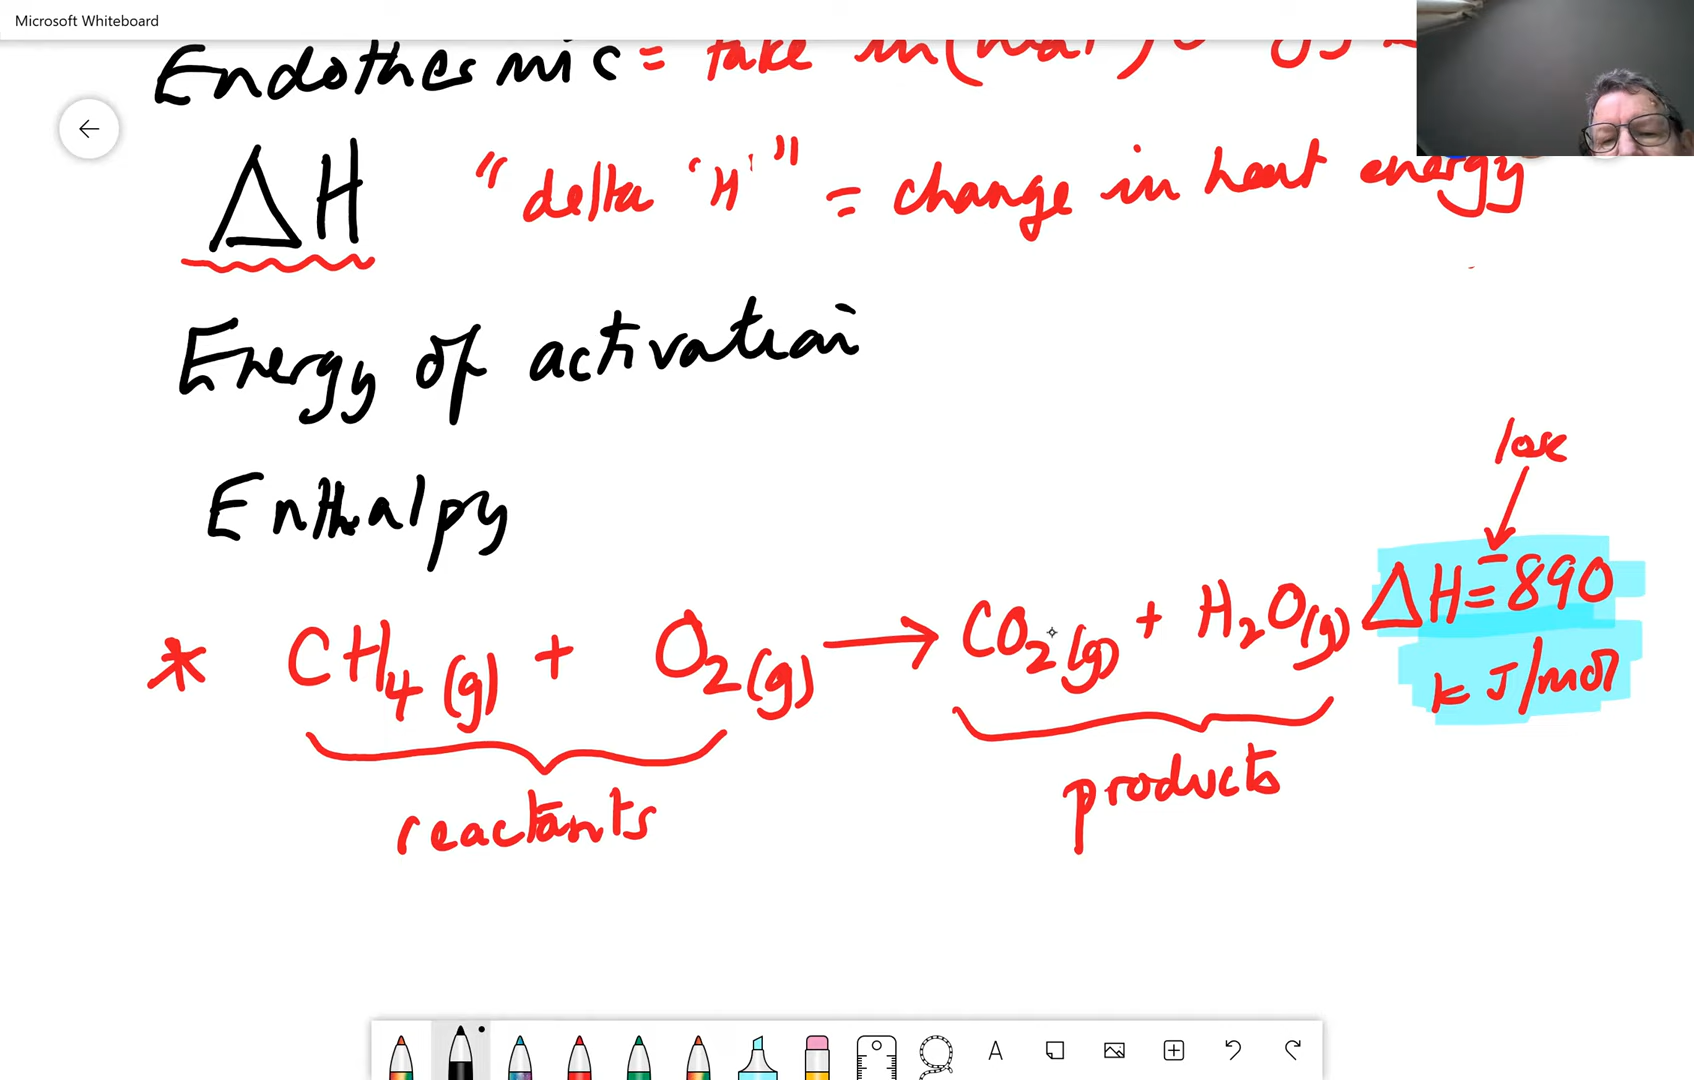 Microsoft Whiteboard
Endothermic = take in (heat)
ΔH "delta 'H'" = change in heat energy
Energy of activation
lose
Enthalpy
* CH₄(g) + O₂(g) → CO₂(g) + H₂O(g) ΔH = -890
kJ/mol
reactants products
A